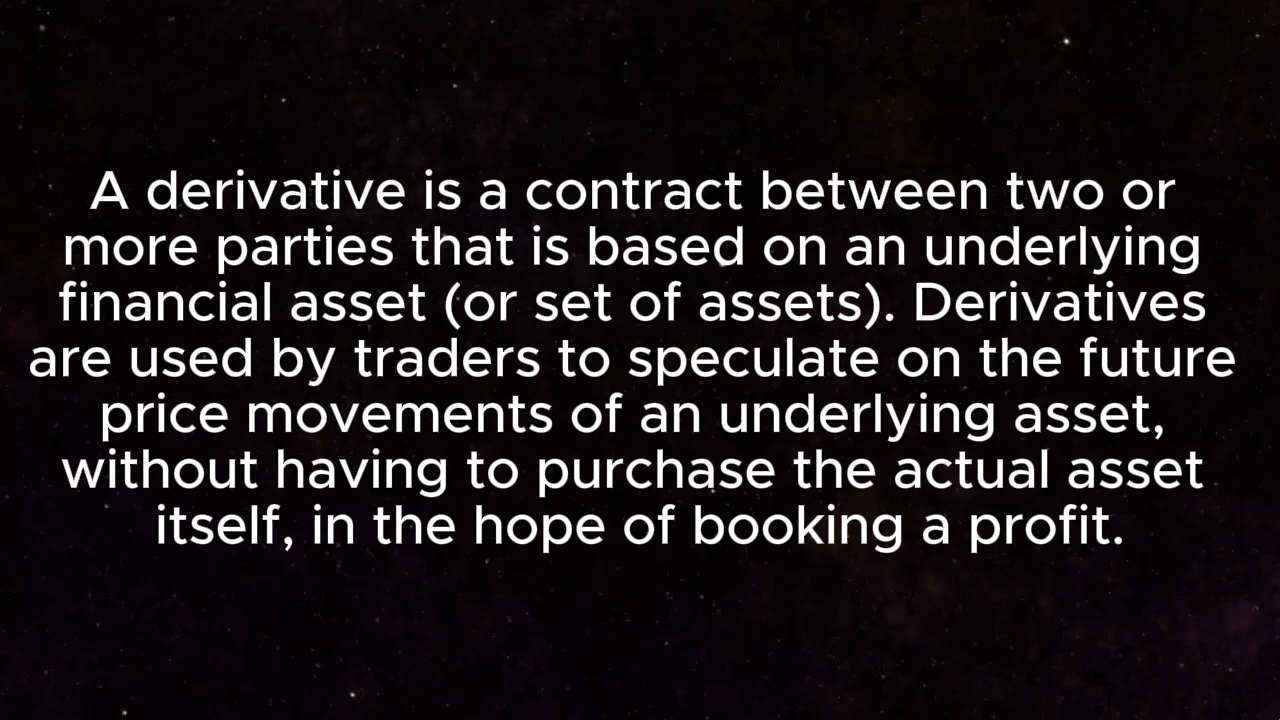 A derivative is a contract between two or
more parties that is based on an underlying
financial asset (or set of assets). Derivatives
are used by traders to speculate on the future
price movements of an underlying asset,
without having to purchase the actual asset
itself, in the hope of booking a profit.